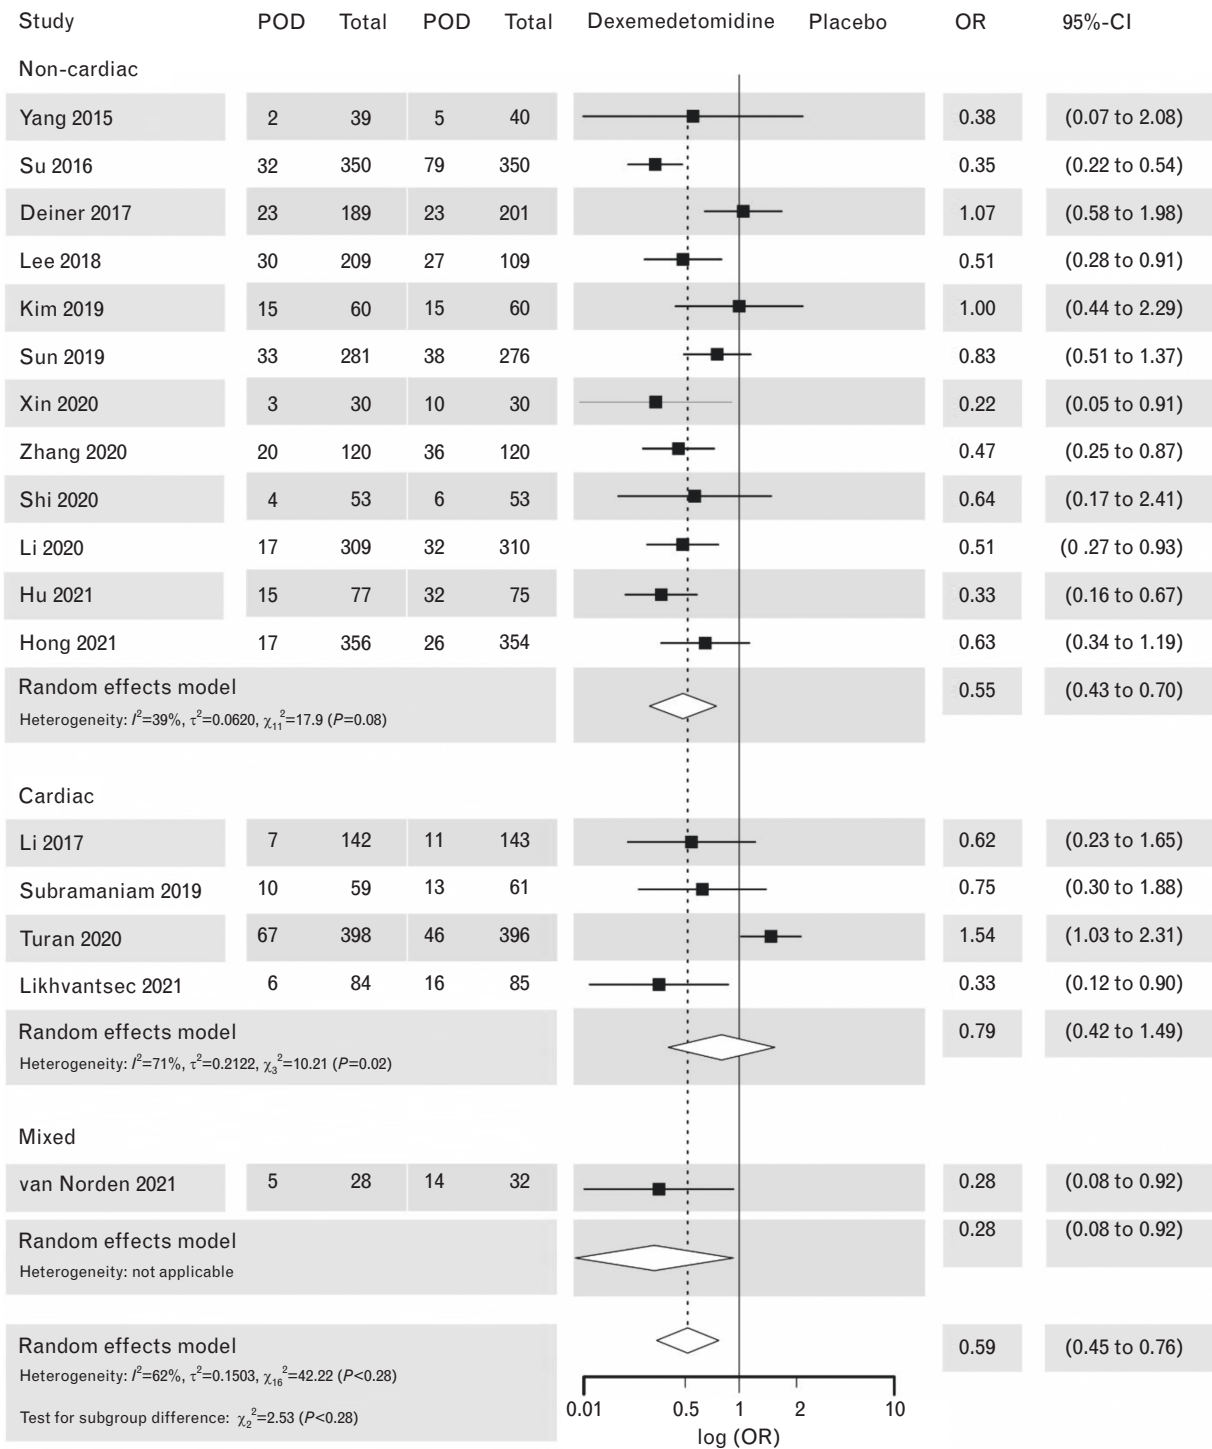 Study POD Total POD Total Dexemedetomidine Placebo OR 95%-CI
Non-cardiac
Yang 2015 2 39 5 40 0.38 (0.07 to 2.08)
Su 2016 32 350 79 350 0.35 (0.22 to 0.54)
Deiner 2017 23 189 23 201 1.07 (0.58 to 1.98)
Lee 2018 30 209 27 109 0.51 (0.28 to 0.91)
Kim 2019 15 60 15 60 1.00 (0.44 to 2.29)
Sun 2019 33 281 38 276 0.83 (0.51 to 1.37)
Xin 2020 3 30 10 30 0.22 (0.05 to 0.91)
Zhang 2020 20 120 36 120 0.47 (0.25 to 0.87)
Shi 2020 4 53 6 53 0.64 (0.17 to 2.41)
Li 2020 17 309 32 310 0.51 (0 .27 to 0.93)
Hu 2021 15 77 32 75 0.33 (0.16 to 0.67)
Hong 2021 17 356 26 354 0.63 (0.34 to 1.19)
Random effects model 0.55 (0.43 to 0.70)
Heterogeneity: I²=39%, τ²=0.0620, χ₁₁²=17.9 (P=0.08)
Cardiac
Li 2017 7 142 11 143 0.62 (0.23 to 1.65)
Subramaniam 2019 10 59 13 61 0.75 (0.30 to 1.88)
Turan 2020 67 398 46 396 1.54 (1.03 to 2.31)
Likhvantsec 2021 6 84 16 85 0.33 (0.12 to 0.90)
Random effects model 0.79 (0.42 to 1.49)
Heterogeneity: I²=71%, τ²=0.2122, χ₃²=10.21 (P=0.02)
Mixed
van Norden 2021 5 28 14 32 0.28 (0.08 to 0.92)
Random effects model 0.28 (0.08 to 0.92)
Heterogeneity: not applicable
Random effects model 0.59 (0.45 to 0.76)
Heterogeneity: I²=62%, τ²=0.1503, χ₁₆²=42.22 (P<0.28)
Test for subgroup difference: χ₂²=2.53 (P<0.28)
0.01 0.5 1 2 10
log (OR)